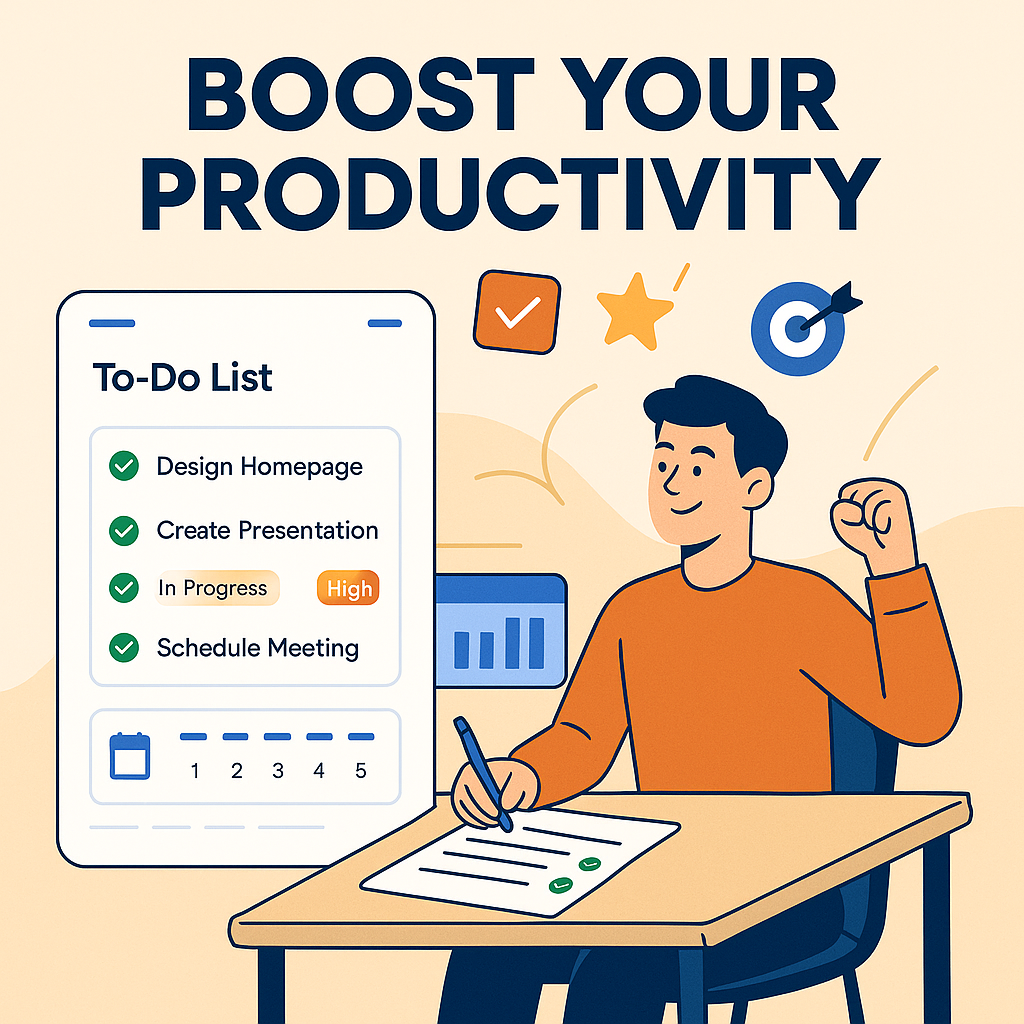 BOOST YOUR
PRODUCTIVITY
To-Do List
Design Homepage
Create Presentation
In Progress High
Schedule Meeting
1 2 3 4 5